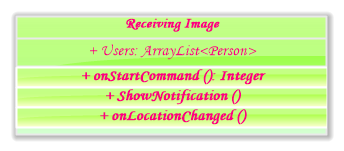 Receiving Image
+ Users: ArrayList<Person>
+ onStartCommand (): Integer
+ ShowNotification ()
+ onLocationChanged ()